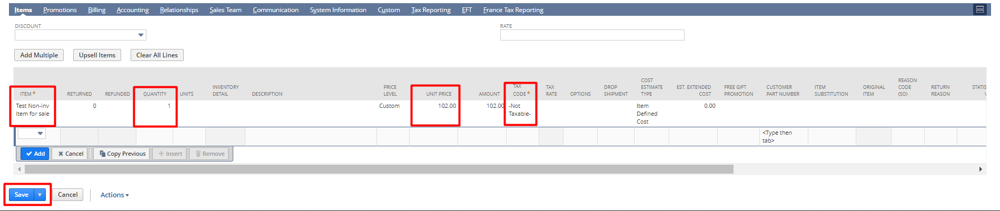 Items Promotions Billing Accounting Relationships Sales Team Communication System Information Custom Tax Reporting EFT France Tax Reporting
DISCOUNT RATE
Add Multiple Upsell Items Clear All Lines
ITEM * RETURNED REFUNDED QUANTITY UNITS INVENTORY DETAIL DESCRIPTION PRICE LEVEL UNIT PRICE AMOUNT TAX CODE * TAX RATE OPTIONS DROP SHIPMENT COST ESTIMATE TYPE EST. EXTENDED COST FREE GIFT PROMOTION CUSTOMER PART NUMBER ITEM SUBSTITUTION ORIGINAL ITEM REASON CODE (SO) RETURN REASON STATIS V
Test Non-inv Item for sale 0 1 Custom 102.00 102.00 -Not Taxable- Item Defined Cost 0.00
<Type then tab>
Add Cancel Copy Previous Insert Remove
Save Cancel Actions